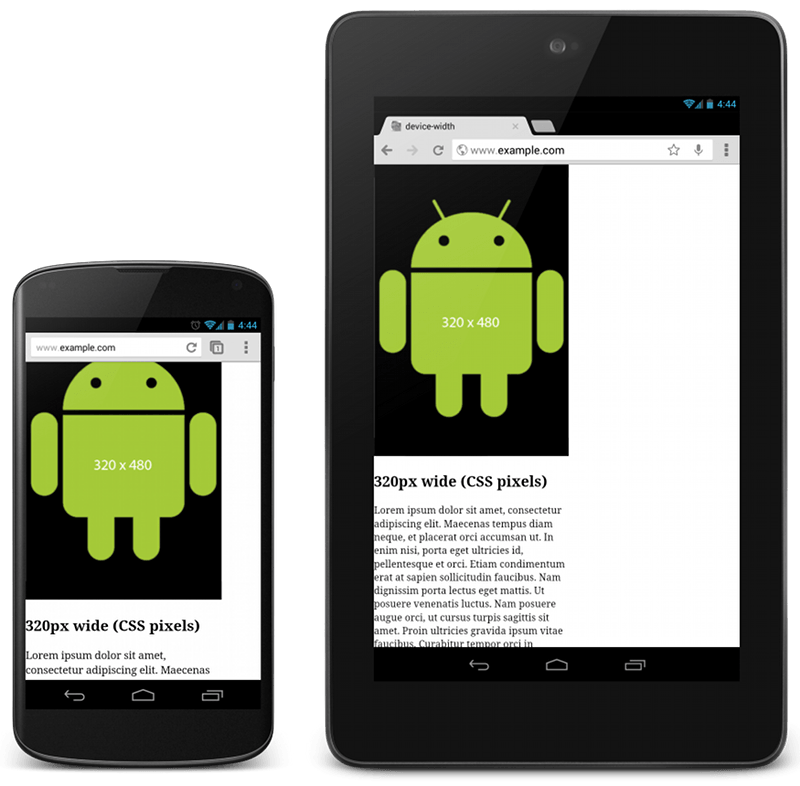 4:44
www.example.com
1
320 x 480
320px wide (CSS pixels)
Lorem ipsum dolor sit amet,
consectetur adipiscing elit. Maecenas
4:44
device-width
www.example.com
320 x 480
320px wide (CSS pixels)
Lorem ipsum dolor sit amet, consectetur
adipiscing elit. Maecenas tempus diam
neque, et placerat orci accumsan ut. In
enim nisi, porta eget ultricies id,
pellentesque et orci. Etiam condimentum
erat at sapien sollicitudin faucibus. Nam
dignissim porta lectus eget mattis. Ut
posuere venenatis luctus. Nam posuere
augue orci, ut cursus turpis sagittis sit
amet. Proin ultricies gravida ipsum vitae
faucibus. Curabitur tempor orci in